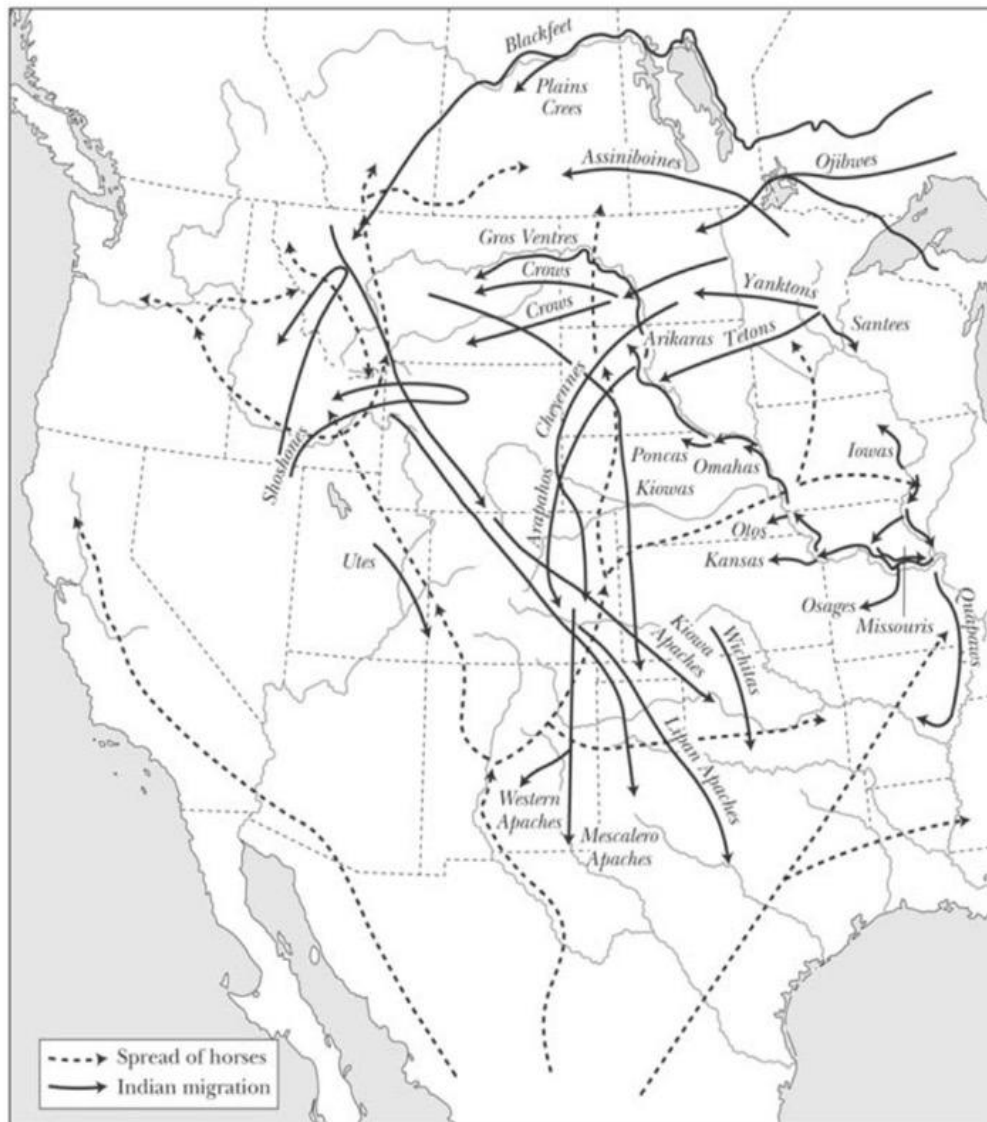 Blackfeet
Plains
Crees
Assiniboines
Ojibwes
Gros Ventres
Crows
Crows
Yanktons
Santees
Arikaras
Tetons
Cheyennes
Shoshones
Poncas
Omahas
Iowas
Kiowas
Arapahos
Otos
Utes
Kansas
Osages
Missouris
Quapaws
Kiowa
Apaches
Wichitas
Lipan Apaches
Western
Apaches
Mescalero
Apaches
Spread of horses
Indian migration